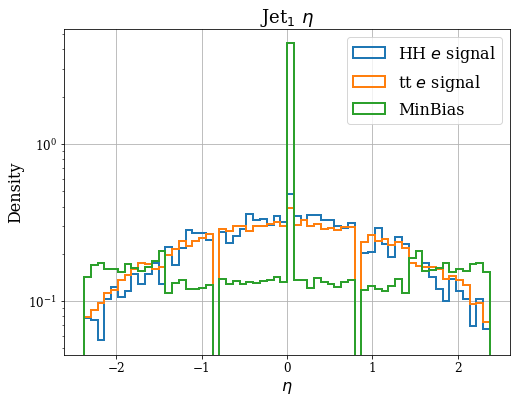 Jet₁ η
HH e signal
tt e signal
MinBias
Density
10⁰
10⁻¹
−2 −1 0 1 2
η